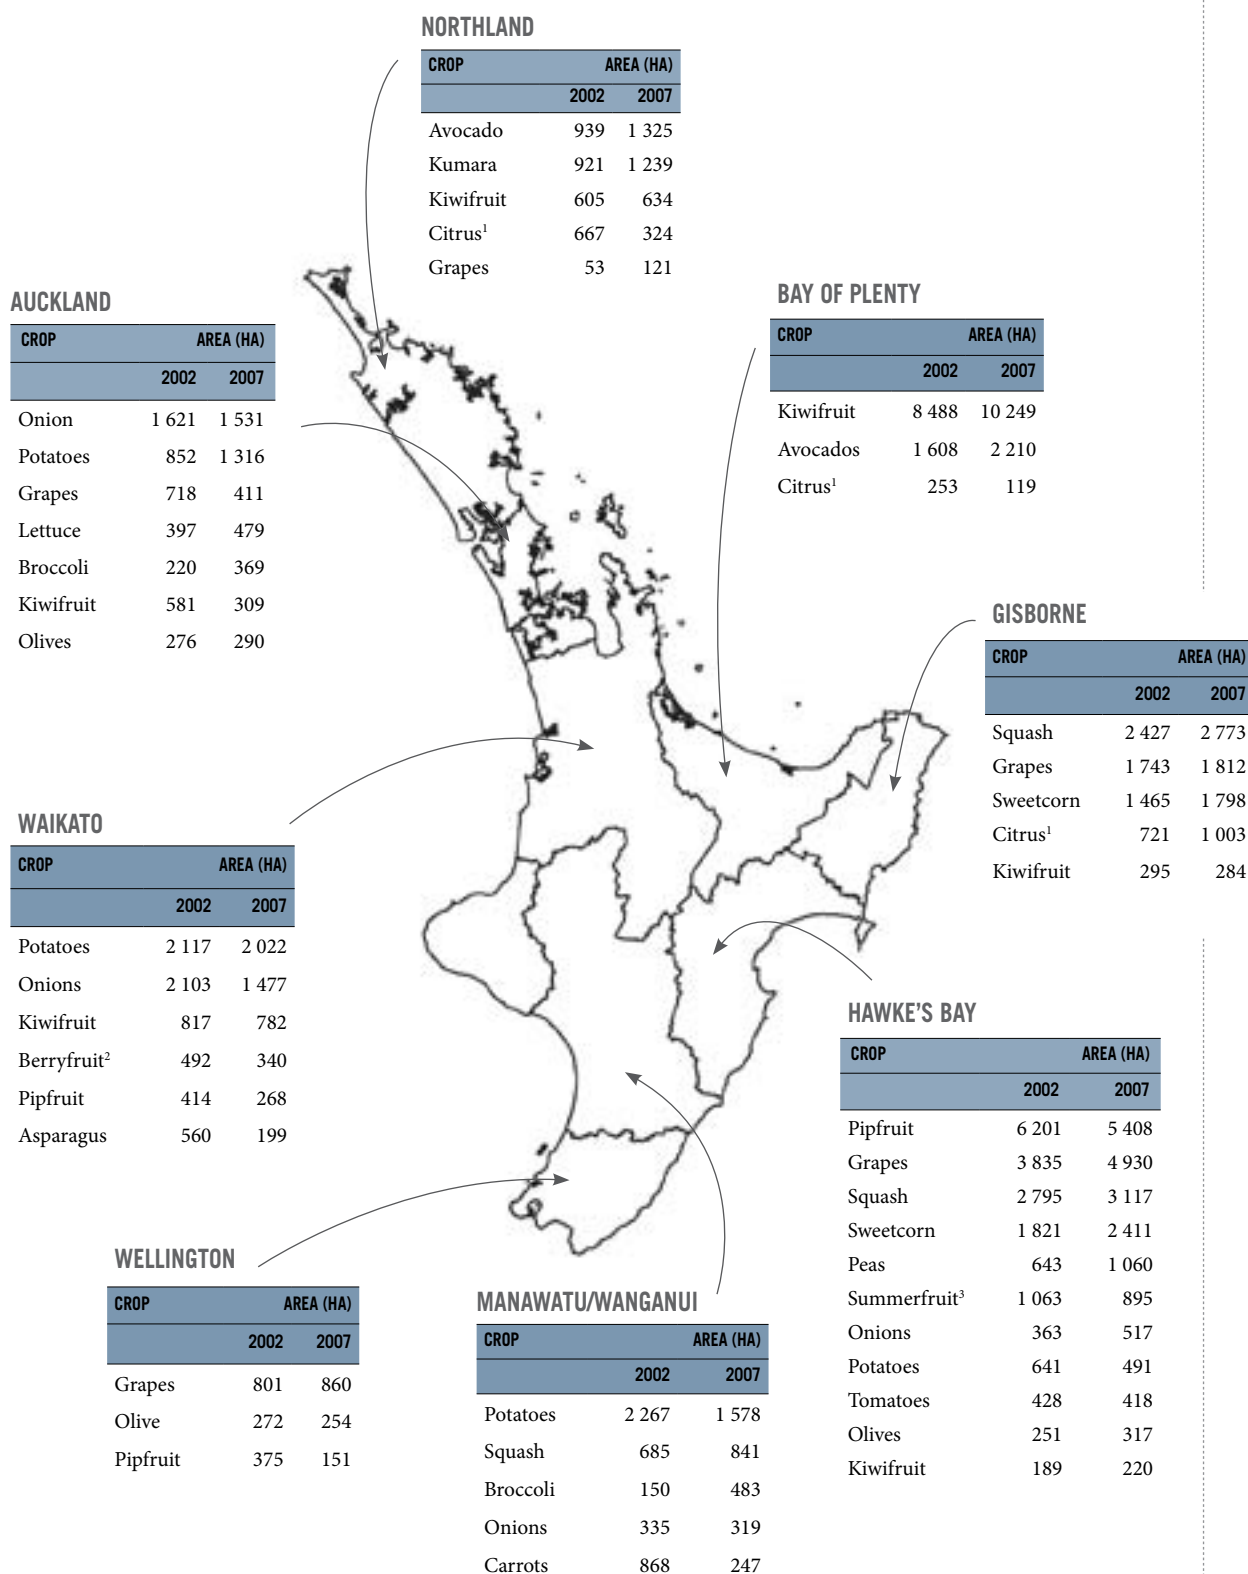 NORTHLAND
CROP AREA (HA)
2002 2007
Avocado 939 1 325
Kumara 921 1 239
Kiwifruit 605 634
Citrus¹ 667 324
Grapes 53 121
AUCKLAND
CROP AREA (HA)
2002 2007
Onion 1 621 1 531
Potatoes 852 1 316
Grapes 718 411
Lettuce 397 479
Broccoli 220 369
Kiwifruit 581 309
Olives 276 290
BAY OF PLENTY
CROP AREA (HA)
2002 2007
Kiwifruit 8 488 10 249
Avocados 1 608 2 210
Citrus¹ 253 119
GISBORNE
CROP AREA (HA)
2002 2007
Squash 2 427 2 773
Grapes 1 743 1 812
Sweetcorn 1 465 1 798
Citrus¹ 721 1 003
Kiwifruit 295 284
WAIKATO
CROP AREA (HA)
2002 2007
Potatoes 2 117 2 022
Onions 2 103 1 477
Kiwifruit 817 782
Berryfruit² 492 340
Pipfruit 414 268
Asparagus 560 199
HAWKE'S BAY
CROP AREA (HA)
2002 2007
Pipfruit 6 201 5 408
Grapes 3 835 4 930
Squash 2 795 3 117
Sweetcorn 1 821 2 411
Peas 643 1 060
Summerfruit³ 1 063 895
Onions 363 517
Potatoes 641 491
Tomatoes 428 418
Olives 251 317
Kiwifruit 189 220
WELLINGTON
CROP AREA (HA)
2002 2007
Grapes 801 860
Olive 272 254
Pipfruit 375 151
MANAWATU/WANGANUI
CROP AREA (HA)
2002 2007
Potatoes 2 267 1 578
Squash 685 841
Broccoli 150 483
Onions 335 319
Carrots 868 247